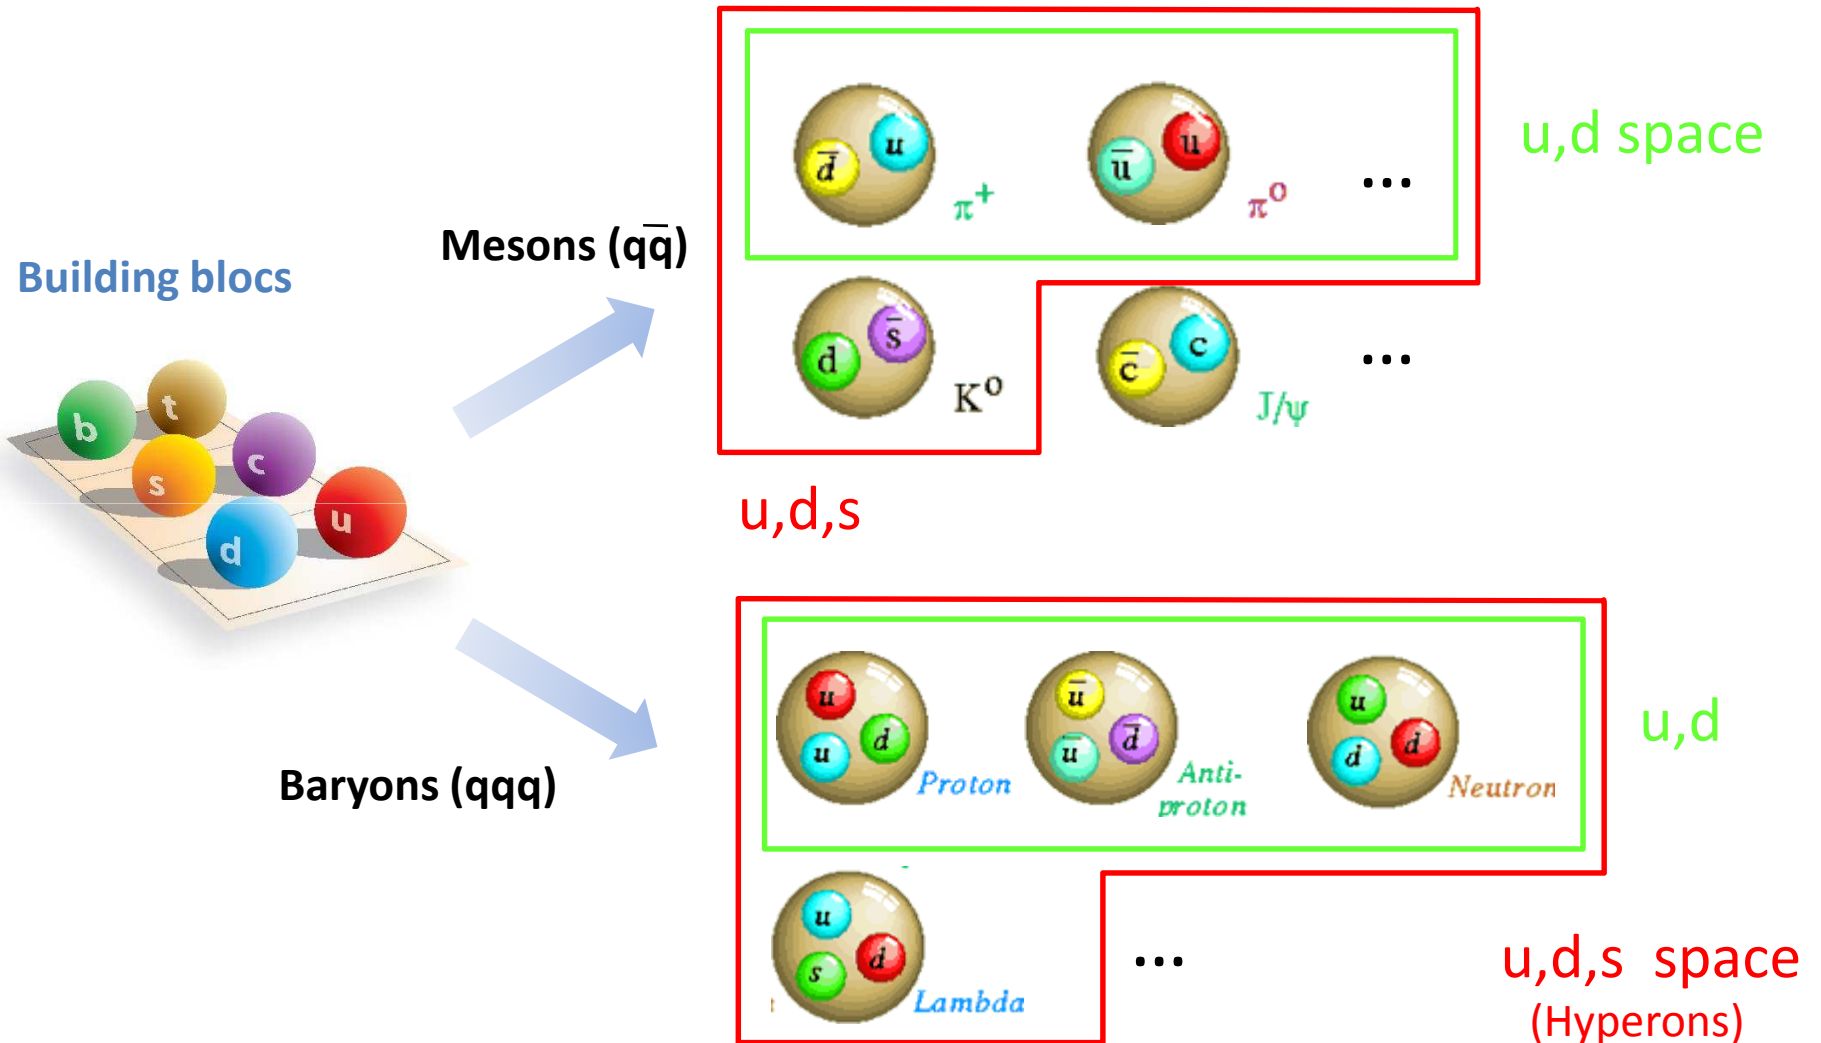 Building blocs
b
t
s
c
d
u
Mesons (qq̅)
d̅
u
π⁺
u̅
u
π⁰
...
u,d space
d
s̅
K⁰
c̅
c
J/ψ
...
u,d,s
Baryons (qqq)
u
u
d
Proton
u̅
u̅
d̅
Anti-
proton
u
d
d
Neutron
u,d
u
s
d
Lambda
...
u,d,s space
(Hyperons)